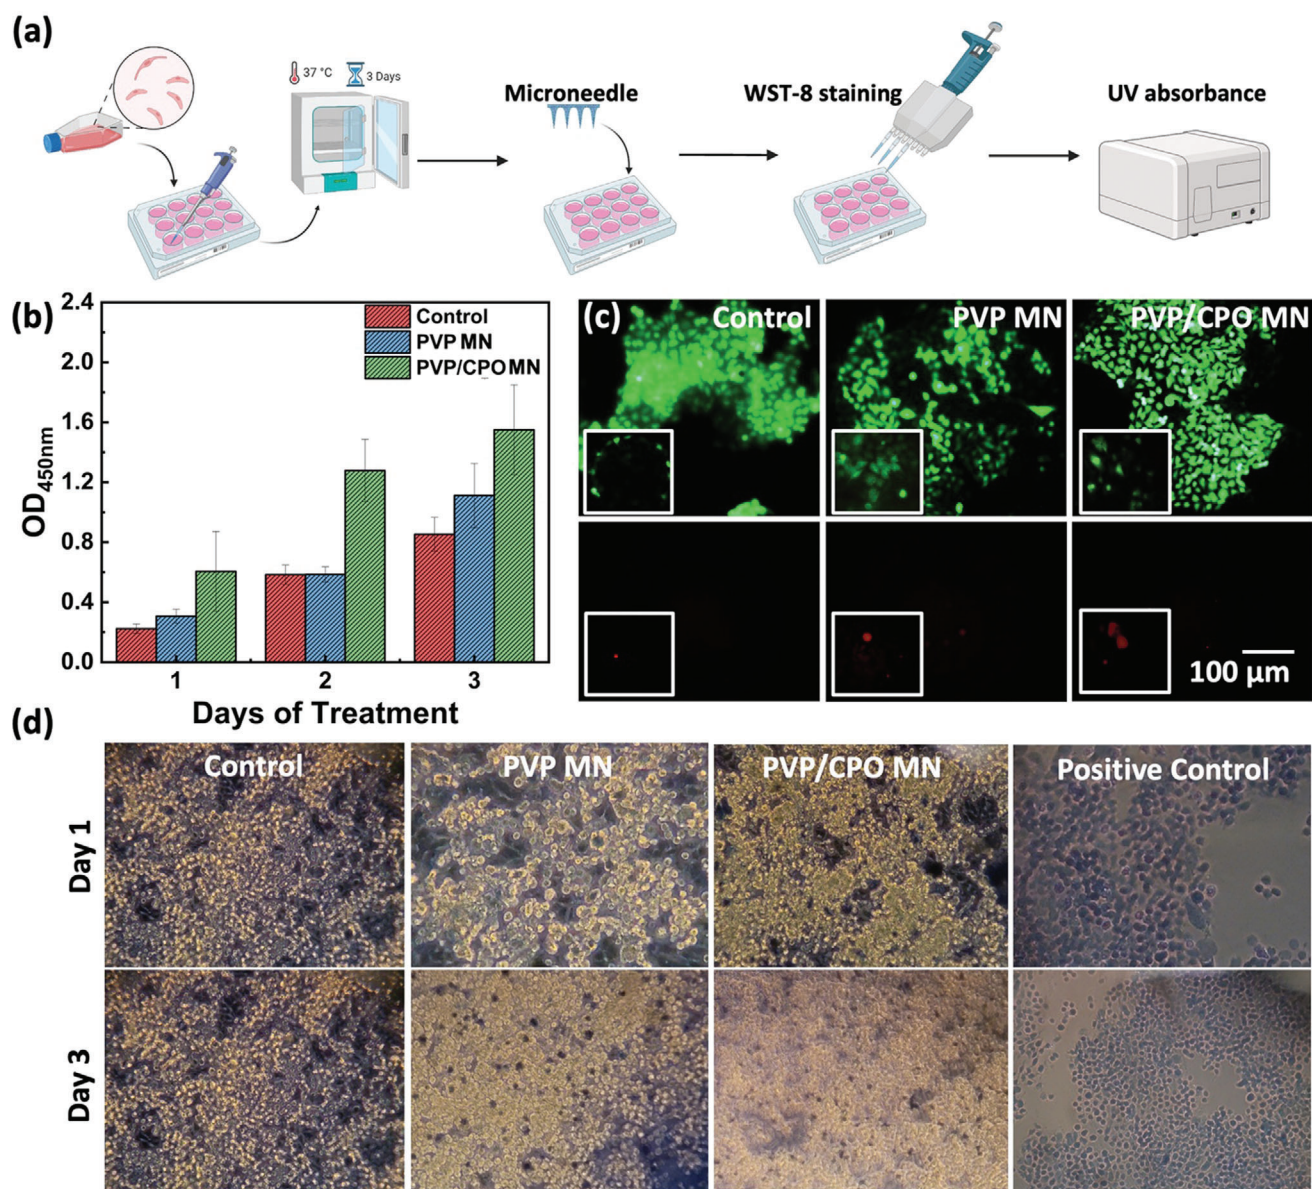 (a)
37 °C
3 Days
Microneedle
WST-8 staining
UV absorbance
(b)
2.4
2.0
1.6
1.2
0.8
0.4
0.0
OD450nm
Control
PVP MN
PVP/CPO MN
1 2 3
Days of Treatment
(c)
Control
PVP MN
PVP/CPO MN
100 μm
(d)
Control
PVP MN
PVP/CPO MN
Positive Control
Day 1
Day 3